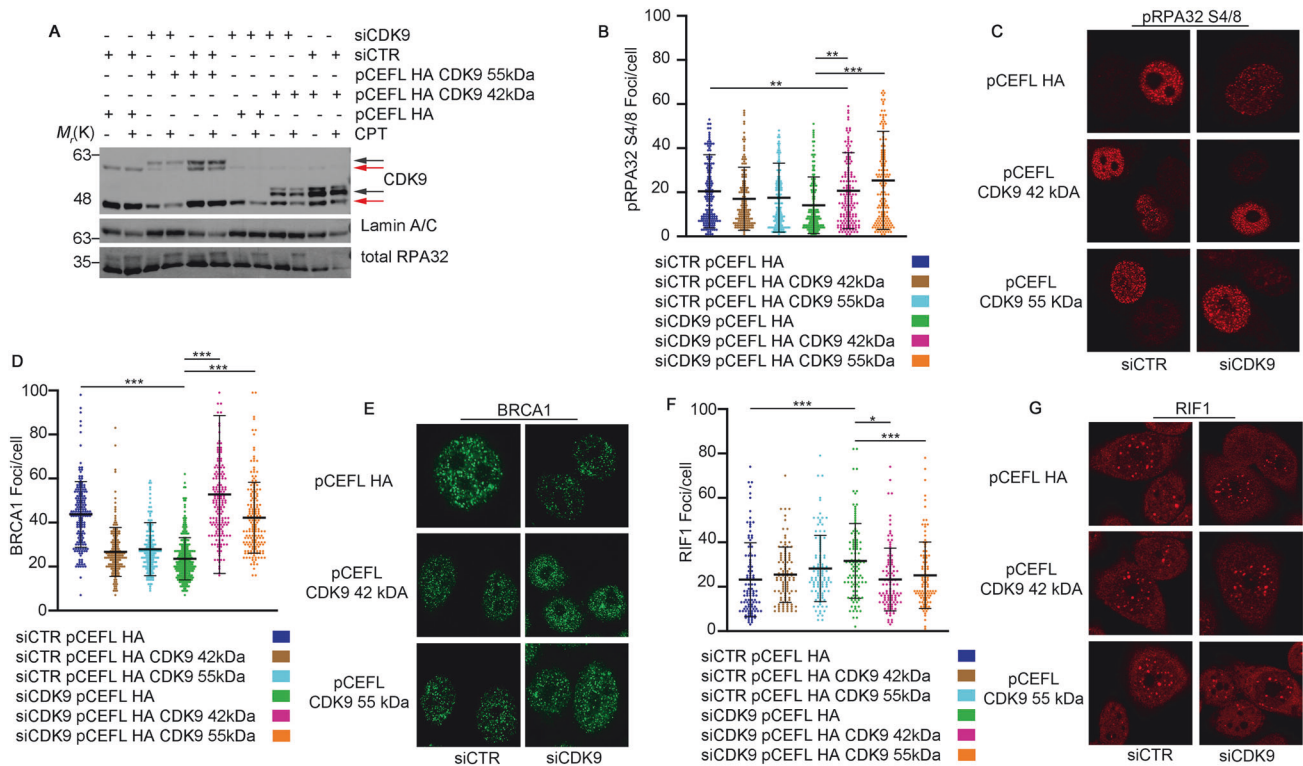 A
- - + + - - + + + + - - siCDK9
+ + - - + + - - - - + + siCTR
- - + + + + - - - - - - pCEFL HA CDK9 55kDa
- - - - - - - - + + + + pCEFL HA CDK9 42kDa
+ + - - - - + + - - - - pCEFL HA
- + - + - + - + - + - + CPT
Mr(K)
63
CDK9
48
Lamin A/C
63
total RPA32
35
B
pRPA32 S4/8 Foci/cell
100
80
60
40
20
0
**
**
***
siCTR pCEFL HA
siCTR pCEFL HA CDK9 42kDa
siCTR pCEFL HA CDK9 55kDa
siCDK9 pCEFL HA
siCDK9 pCEFL HA CDK9 42kDa
siCDK9 pCEFL HA CDK9 55kDa
C
pRPA32 S4/8
pCEFL HA
pCEFL
CDK9 42 kDA
pCEFL
CDK9 55 KDa
siCTR siCDK9
D
BRCA1 Foci/cell
100
80
60
40
20
0
***
***
***
siCTR pCEFL HA
siCTR pCEFL HA CDK9 42kDa
siCTR pCEFL HA CDK9 55kDa
siCDK9 pCEFL HA
siCDK9 pCEFL HA CDK9 42kDa
siCDK9 pCEFL HA CDK9 55kDa
E
BRCA1
pCEFL HA
pCEFL
CDK9 42 kDA
pCEFL
CDK9 55 kDa
siCTR siCDK9
F
RIF1 Foci/cell
100
80
60
40
20
0
***
*
***
siCTR pCEFL HA
siCTR pCEFL HA CDK9 42kDa
siCTR pCEFL HA CDK9 55kDa
siCDK9 pCEFL HA
siCDK9 pCEFL HA CDK9 42kDa
siCDK9 pCEFL HA CDK9 55kDa
G
RIF1
pCEFL HA
pCEFL
CDK9 42 kDA
pCEFL
CDK9 55 kDa
siCTR siCDK9